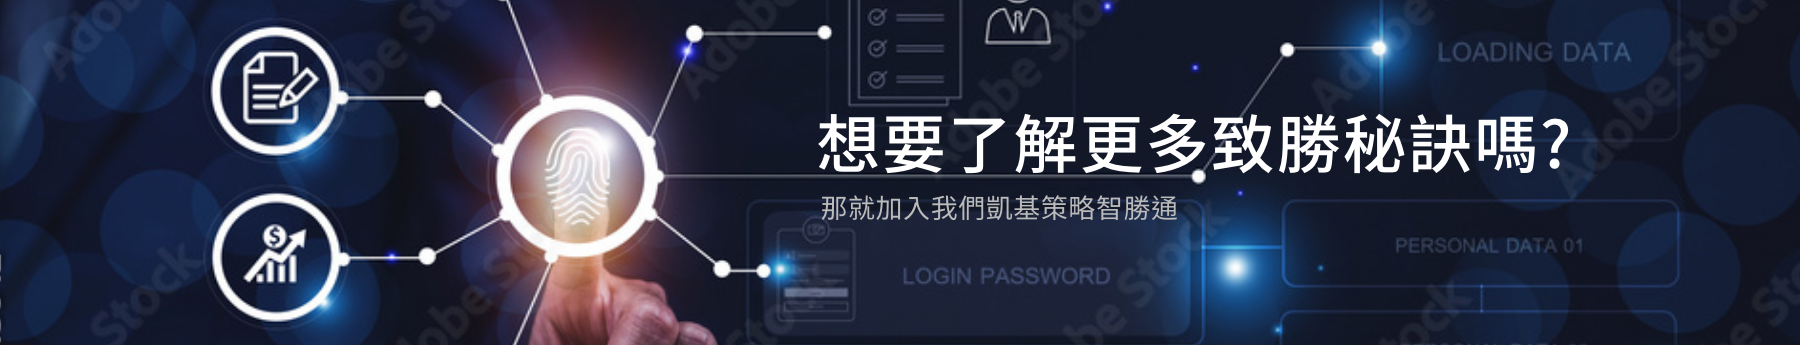 LOADING DATA
想要了解更多致勝秘訣嗎?
那就加入我們凱基策略智勝通
PERSONAL DATA 01
LOGIN PASSWORD
Adobe Stock